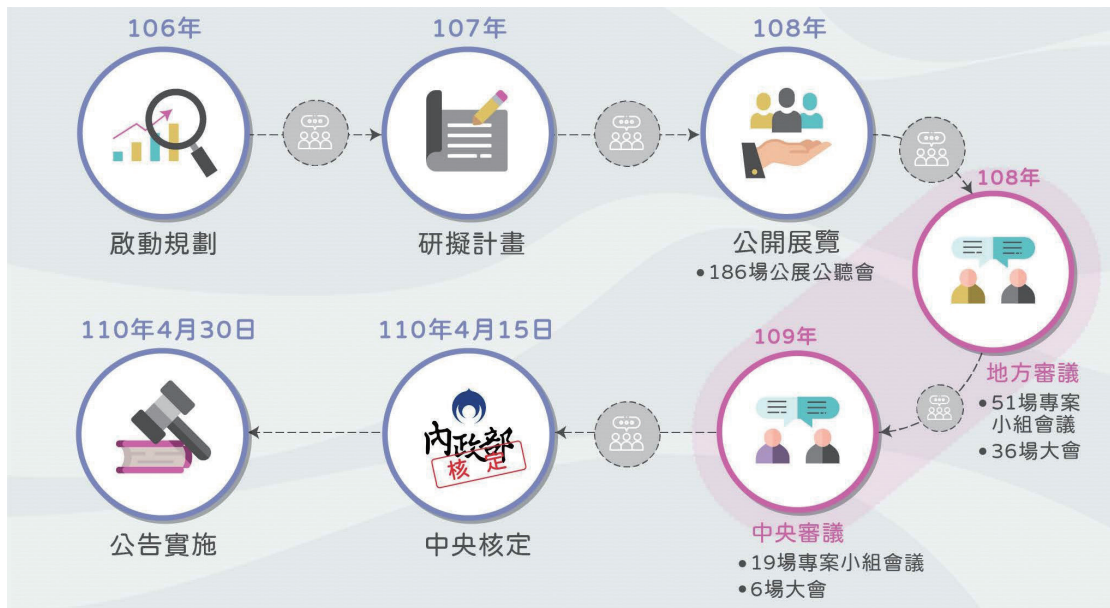 106年
啟動規劃
107年
研擬計畫
108年
公開展覽
•186場公展公聽會
108年
地方審議
•51場專案
小組會議
•36場大會
109年
中央審議
•19場專案小組會議
•6場大會
110年4月15日
內政部
核定
中央核定
110年4月30日
公告實施